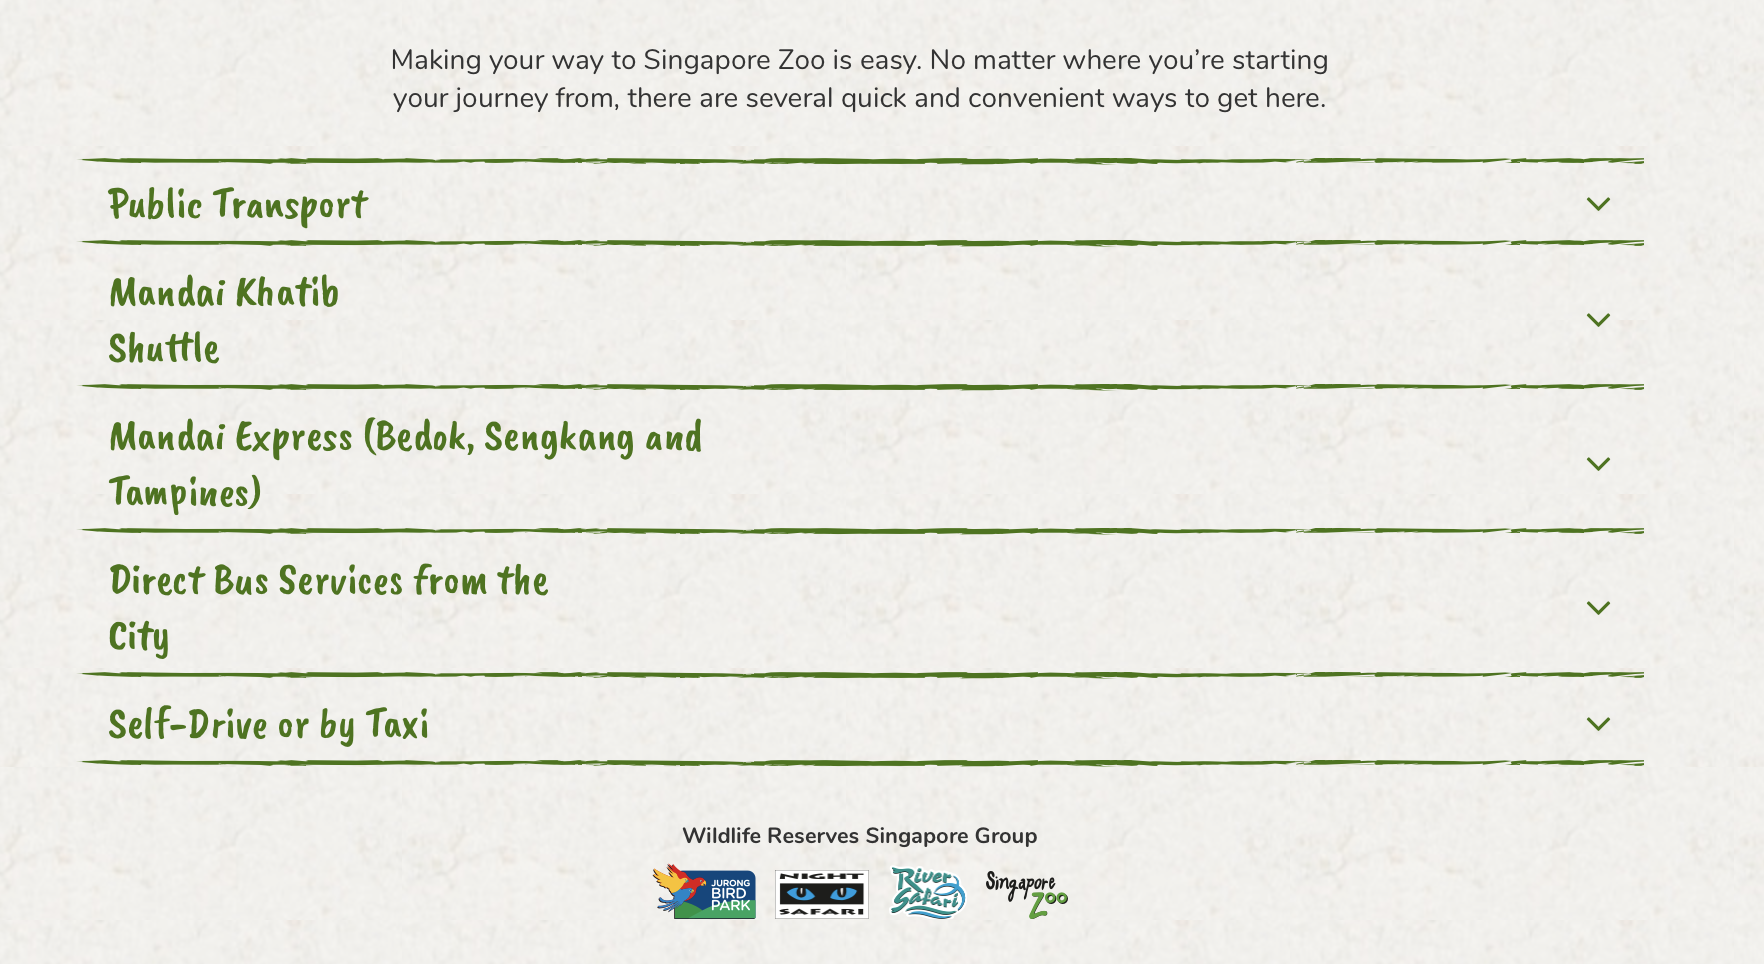 Making your way to Singapore Zoo is easy. No matter where you’re starting
your journey from, there are several quick and convenient ways to get here.
Public Transport
Mandai Khatib
Shuttle
Mandai Express (Bedok, Sengkang and
Tampines)
Direct Bus Services from the
City
Self-Drive or by Taxi
Wildlife Reserves Singapore Group
JURONG
BIRD
PARK
NIGHT
SAFARI
River
Safari
Singapore
Zoo